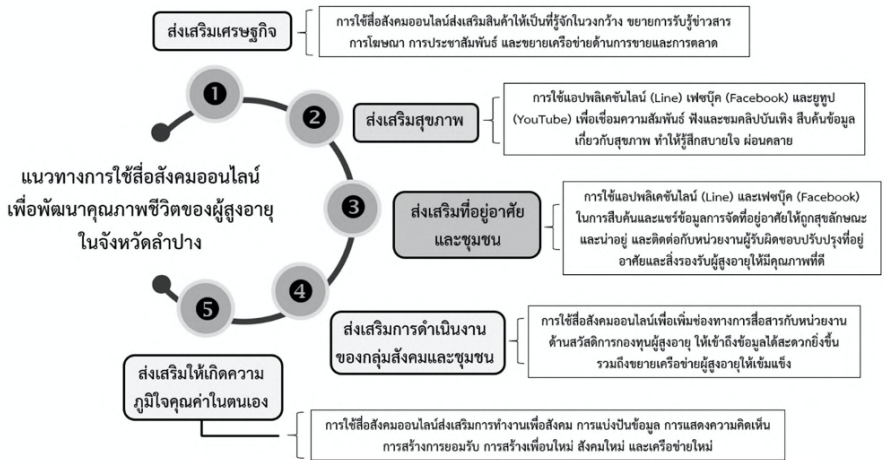 ส่งเสริมเศรษฐกิจ
การใช้สื่อสังคมออนไลน์ส่งเสริมสินค้าให้เป็นที่รู้จักในวงกว้าง ขยายการรับรู้ข่าวสาร
การโฆษณา การประชาสัมพันธ์ และขยายเครือข่ายด้านการขายและการตลาด
แนวทางการใช้สื่อสังคมออนไลน์
เพื่อพัฒนาคุณภาพชีวิตของผู้สูงอายุ
ในจังหวัดลำปาง
1
2
3
4
5
ส่งเสริมสุขภาพ
การใช้แอปพลิเคชันไลน์ (Line) เฟซบุ๊ค (Facebook) และยูทูป
(YouTube) เพื่อเชื่อมความสัมพันธ์ ฟังและชมคลิปบันเทิง สืบค้นข้อมูล
เกี่ยวกับสุขภาพ ทำให้รู้สึกสบายใจ ผ่อนคลาย
ส่งเสริมที่อยู่อาศัย
และชุมชน
การใช้แอปพลิเคชันไลน์ (Line) และเฟซบุ๊ค (Facebook)
ในการสืบค้นและแชร์ข้อมูลการจัดที่อยู่อาศัยให้ถูกสุขลักษณะ
และน่าอยู่ และติดต่อกับหน่วยงานผู้รับผิดชอบปรับปรุงที่อยู่
อาศัยและสิ่งรองรับผู้สูงอายุให้มีคุณภาพที่ดี
ส่งเสริมการดำเนินงาน
ของกลุ่มสังคมและชุมชน
การใช้สื่อสังคมออนไลน์เพื่อเพิ่มช่องทางการสื่อสารกับหน่วยงาน
ด้านสวัสดิการกองทุนผู้สูงอายุ ให้เข้าถึงข้อมูลได้สะดวกยิ่งขึ้น
รวมถึงขยายเครือข่ายผู้สูงอายุให้เข้มแข็ง
ส่งเสริมให้เกิดความ
ภูมิใจคุณค่าในตนเอง
การใช้สื่อสังคมออนไลน์ส่งเสริมการทำงานเพื่อสังคม การแบ่งปันข้อมูล การแสดงความคิดเห็น
การสร้างการยอมรับ การสร้างเพื่อนใหม่ สังคมใหม่ และเครือข่ายใหม่